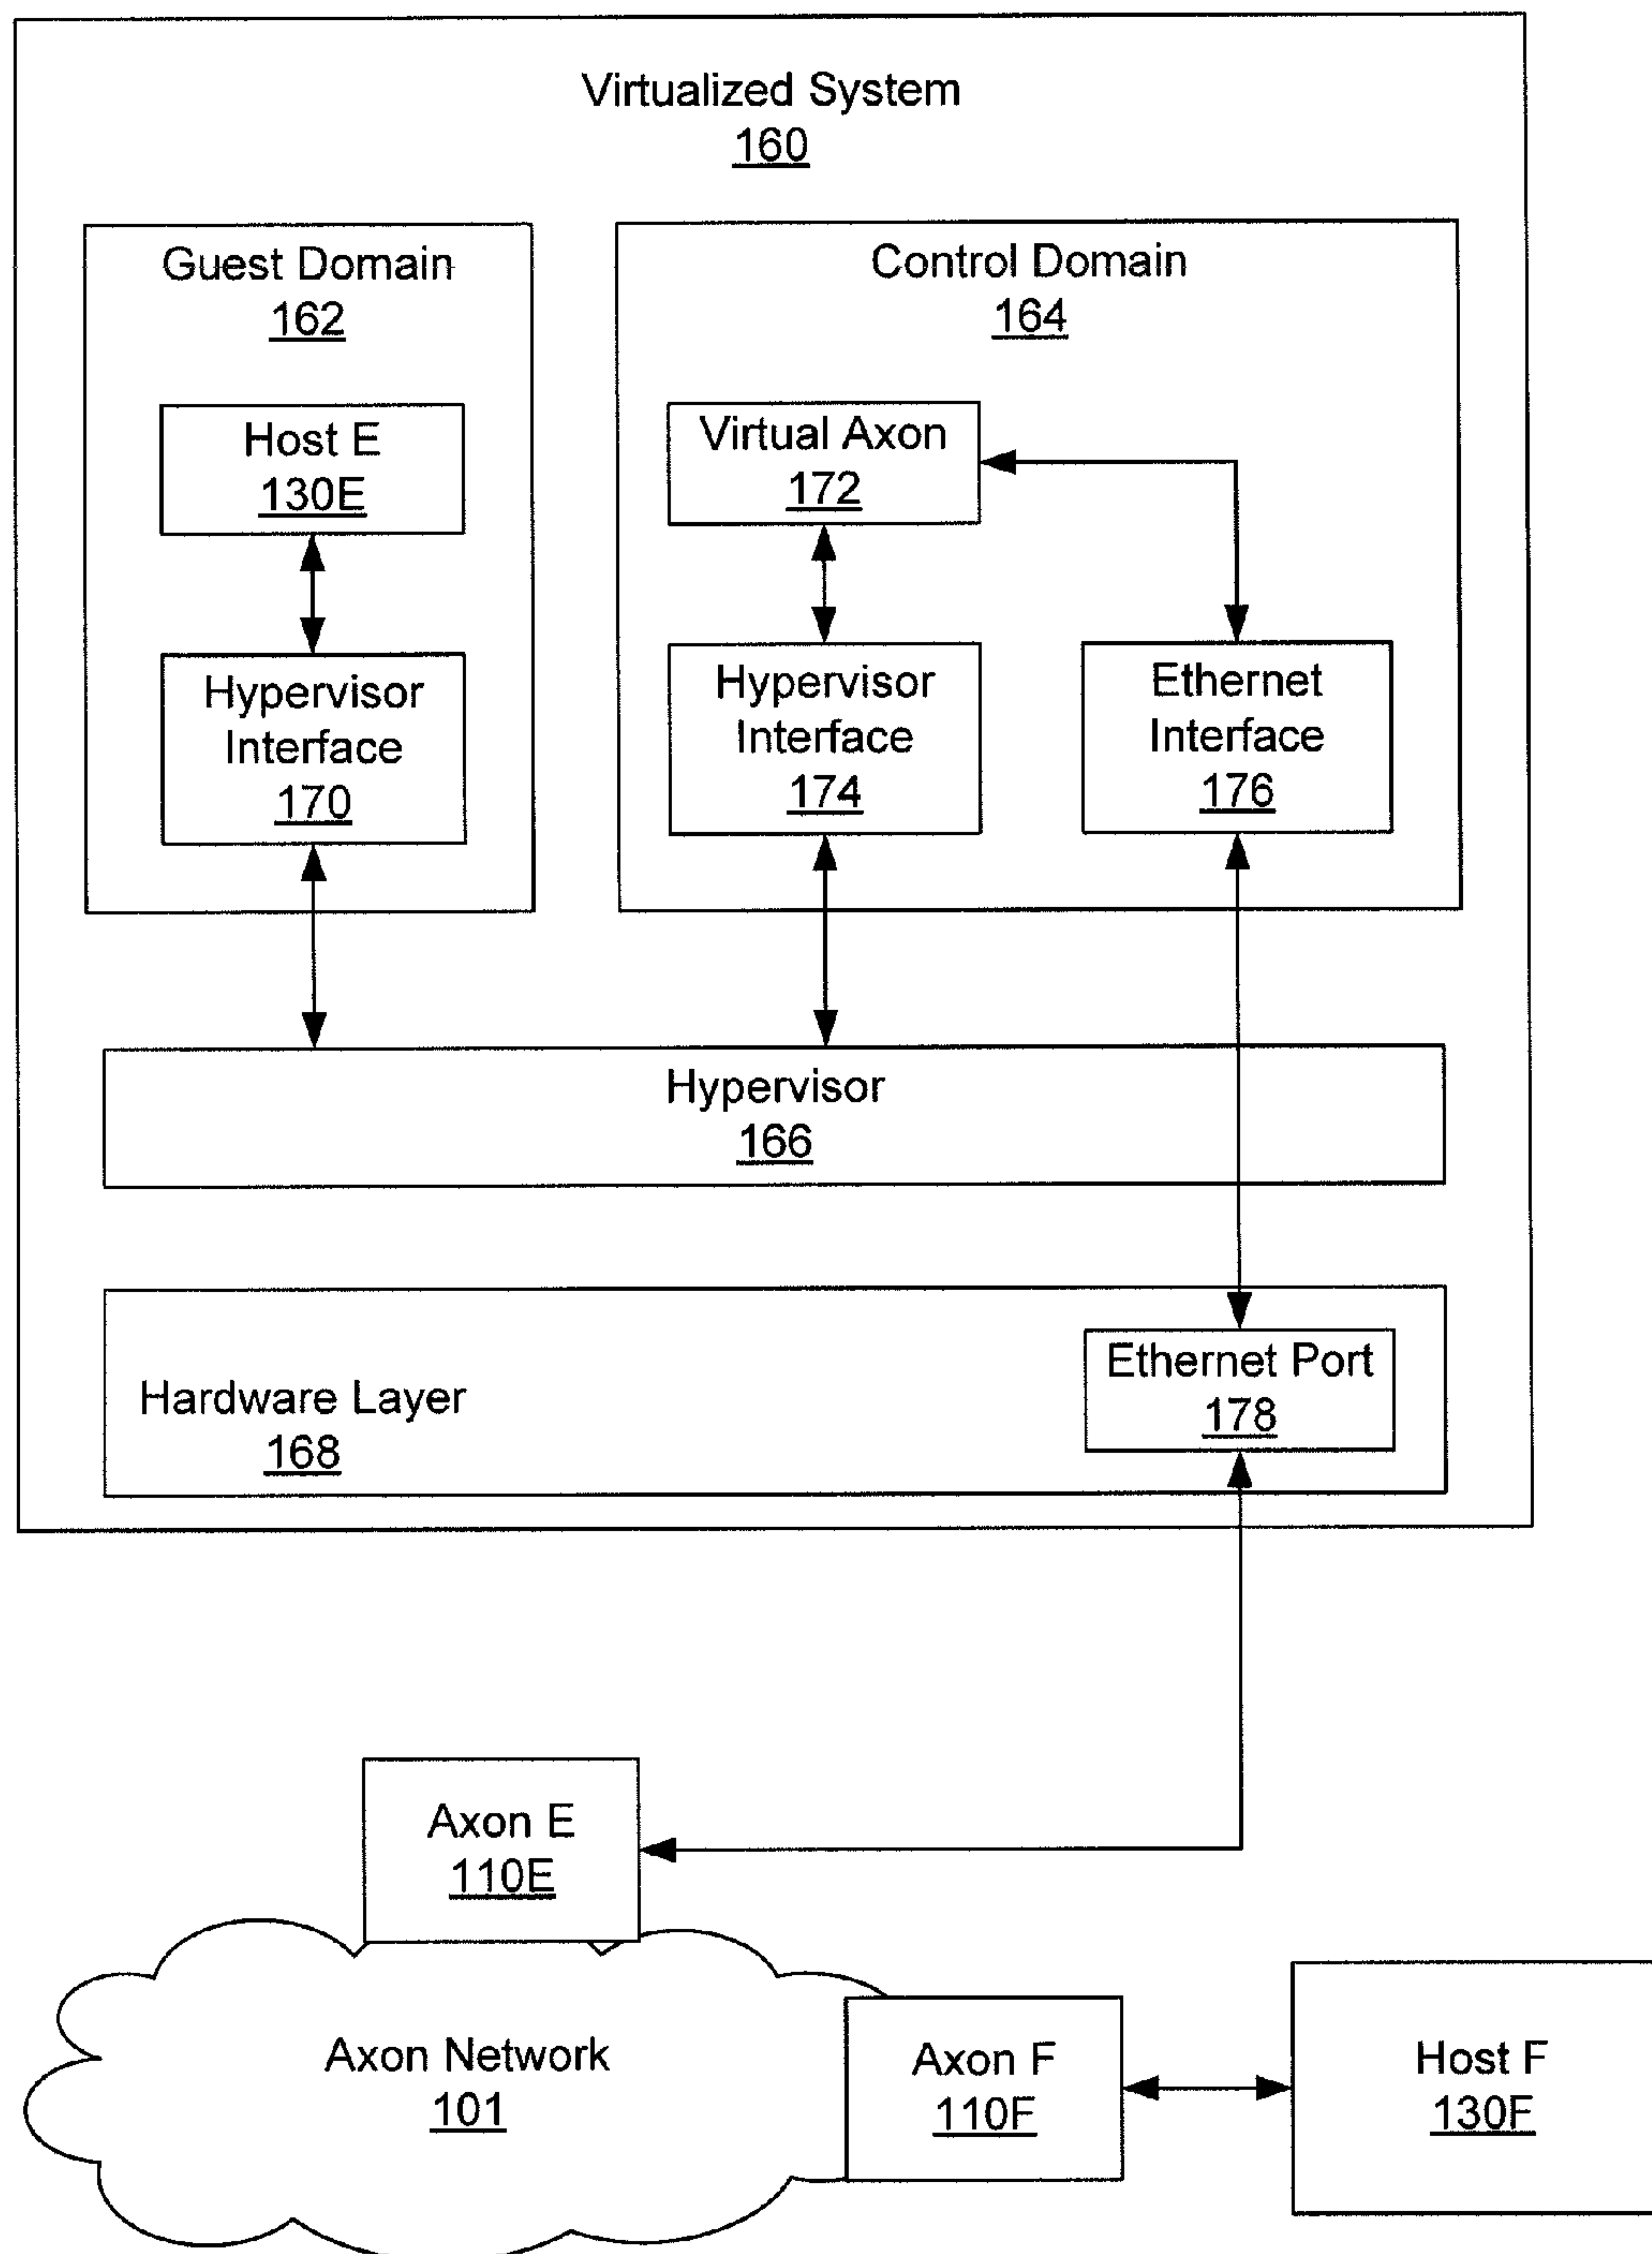 Virtualized System
160
Guest Domain
162
Control Domain
164
Host E
130E
Virtual Axon
172
Hypervisor
Interface
170
Hypervisor
Interface
174
Ethernet
Interface
176
Hypervisor
166
Hardware Layer
168
Ethernet Port
178
Axon E
110E
Axon Network
101
Axon F
110F
Host F
130F